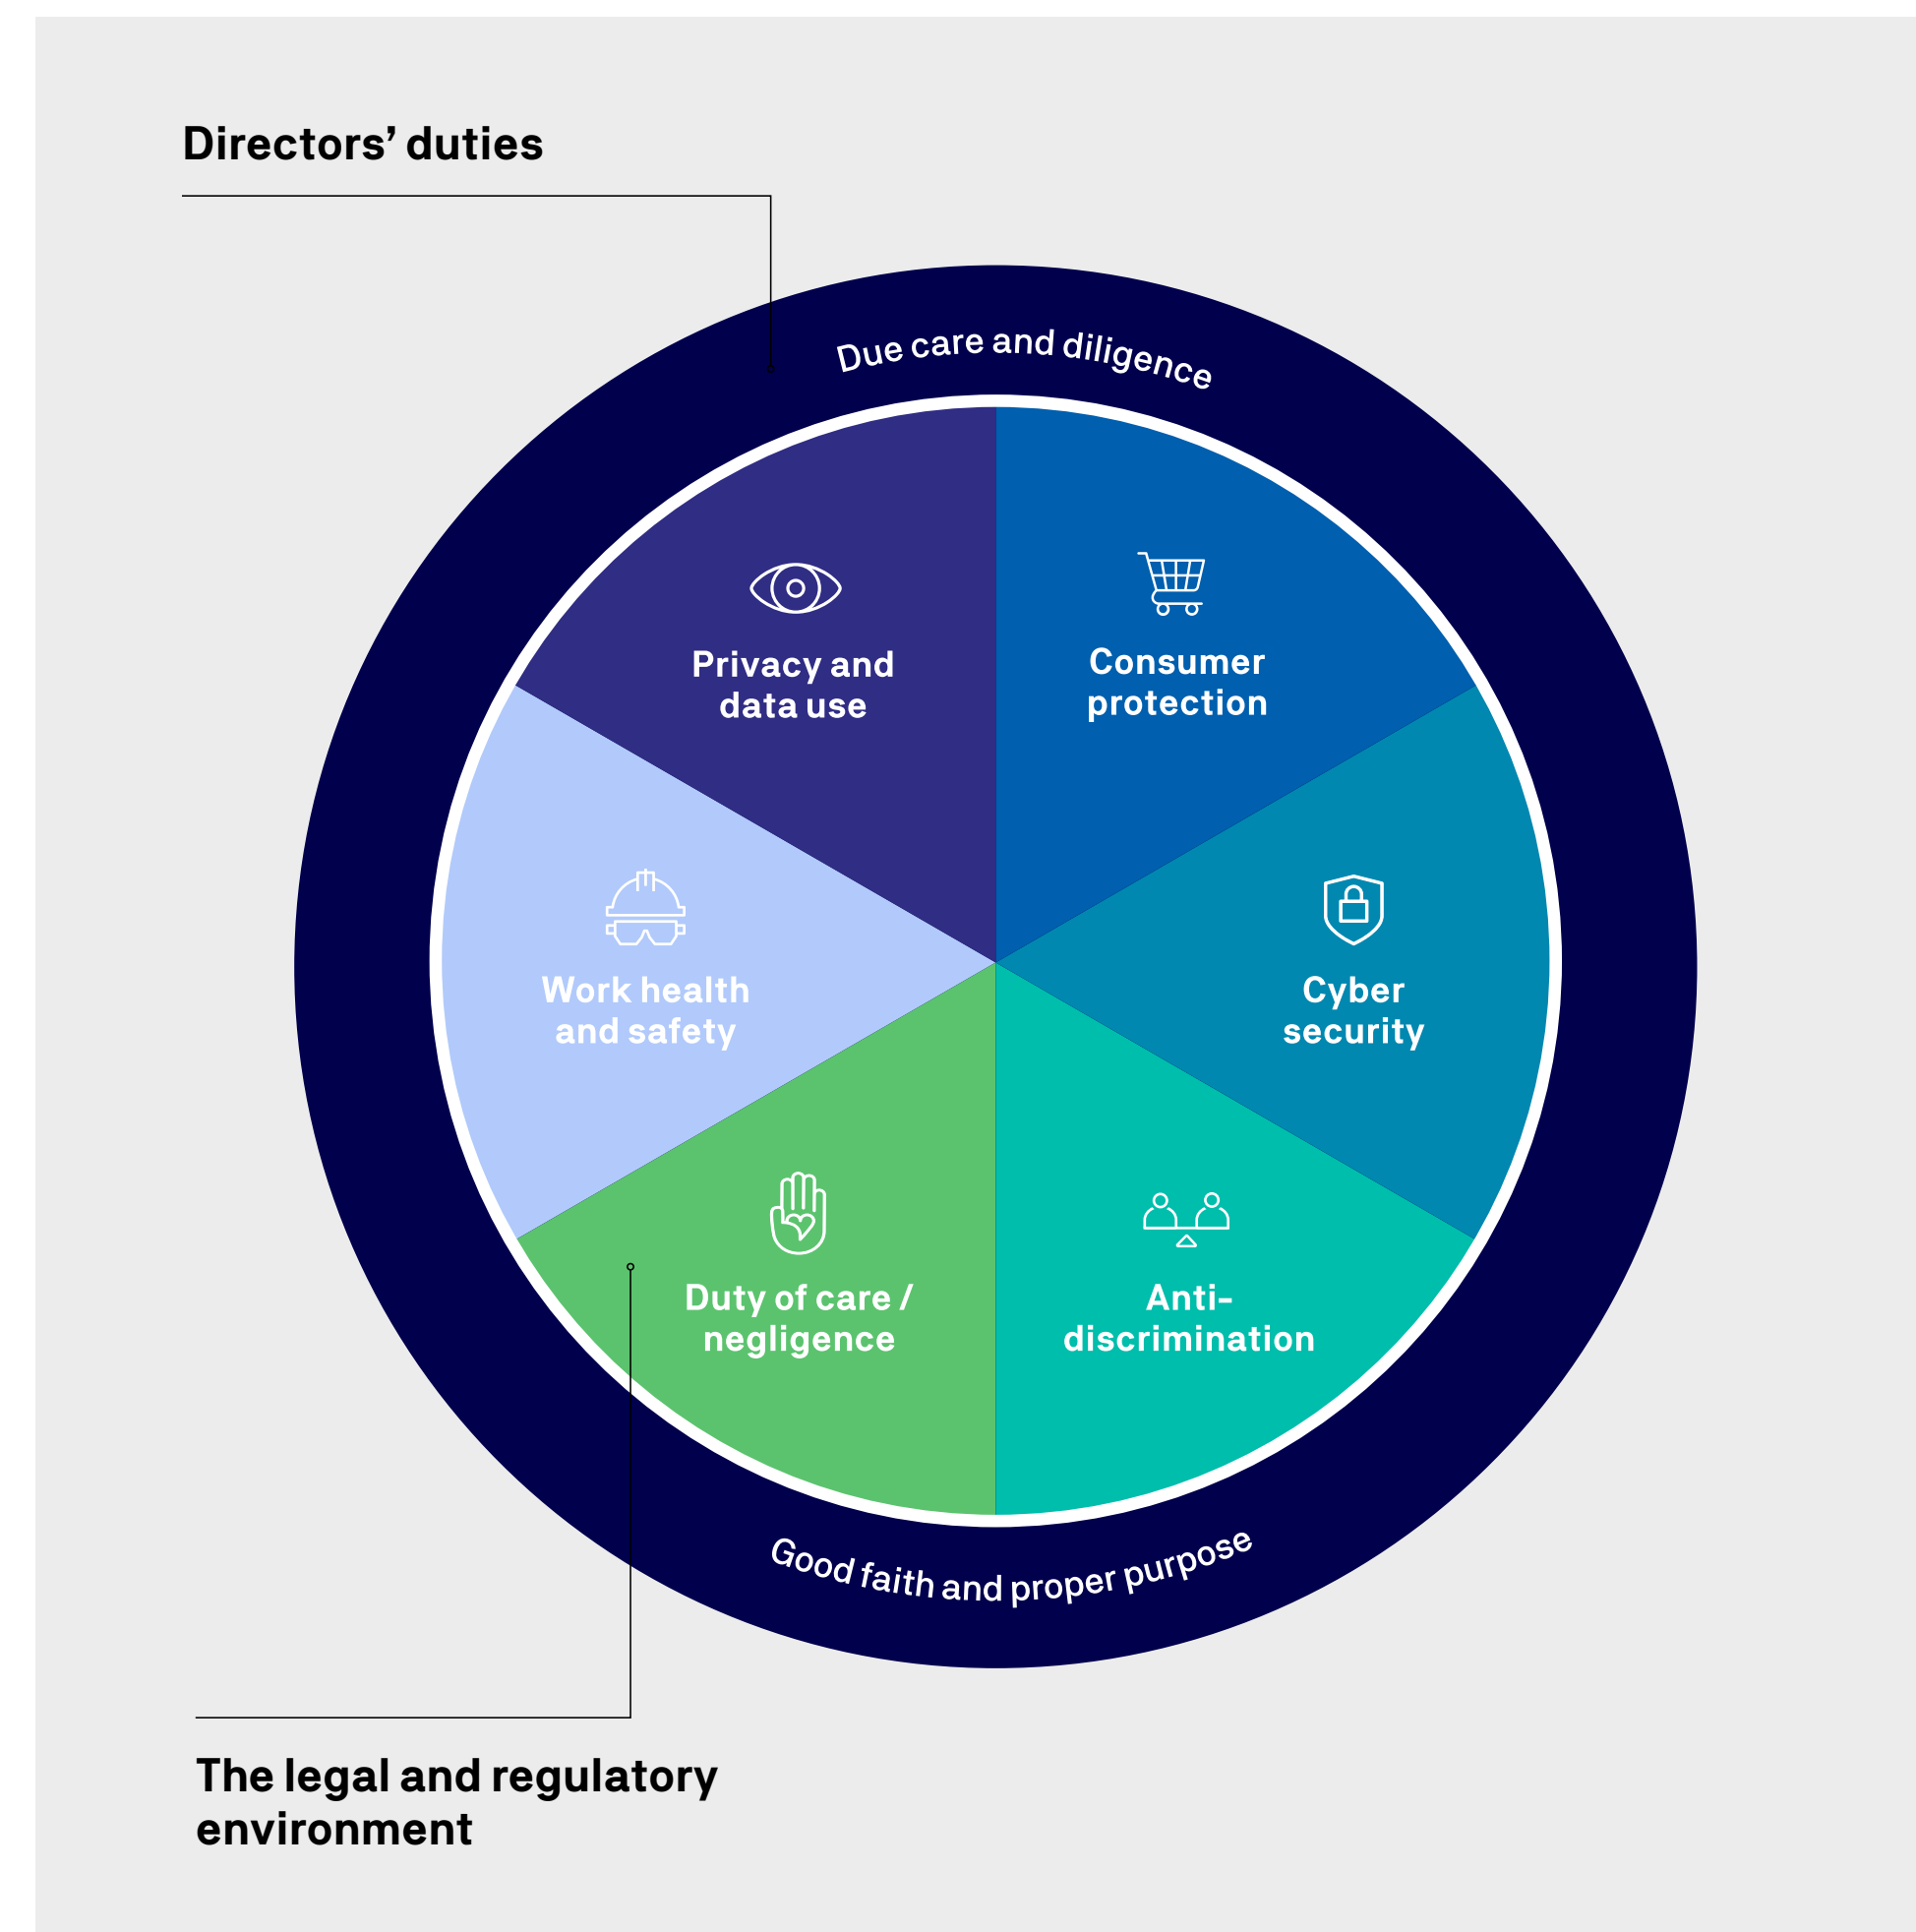 Directors’ duties
Due care and diligence
Privacy and
data use
Consumer
protection
Work health
and safety
Cyber
security
Duty of care /
negligence
Anti-
discrimination
Good faith and proper purpose
The legal and regulatory
environment